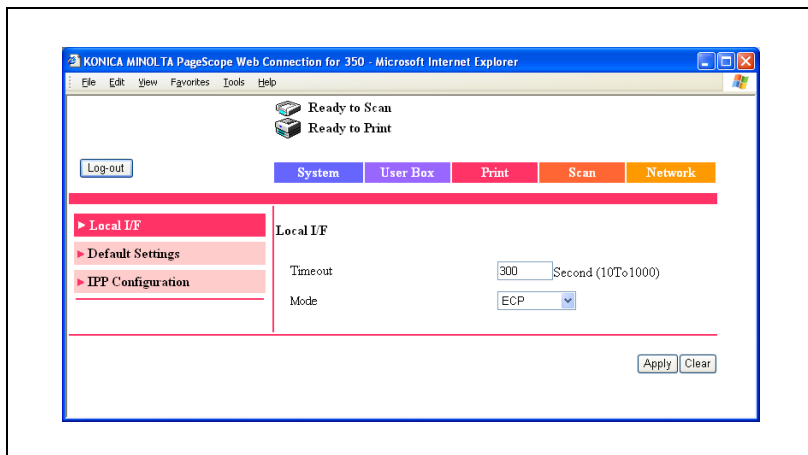 KONICA MINOLTA PageScope Web Connection for 350 - Microsoft Internet Explorer
File Edit View Favorites Tools Help
Ready to Scan
Ready to Print
Log-out
System User Box Print Scan Network
Local I/F
Default Settings
IPP Configuration
Local I/F
Timeout 300 Second (10To1000)
Mode ECP
Apply Clear